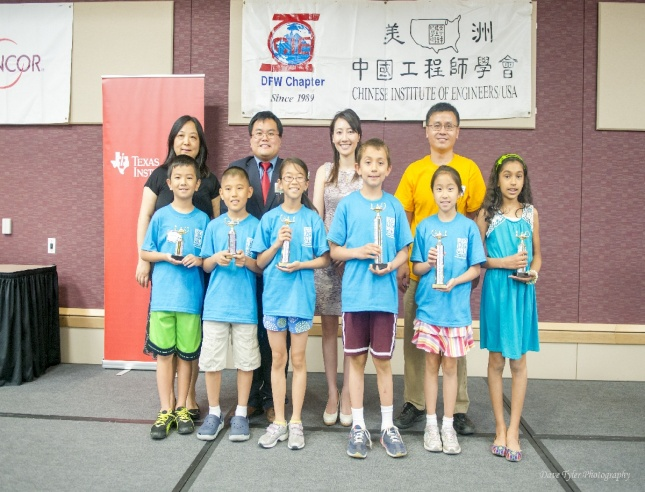 NCOR
DFW Chapter
Since 1989
美 洲
中國工程師學會
CHINESE INSTITUTE OF ENGINEERS/USA
TEXAS
INST
Dave Tyler Photography